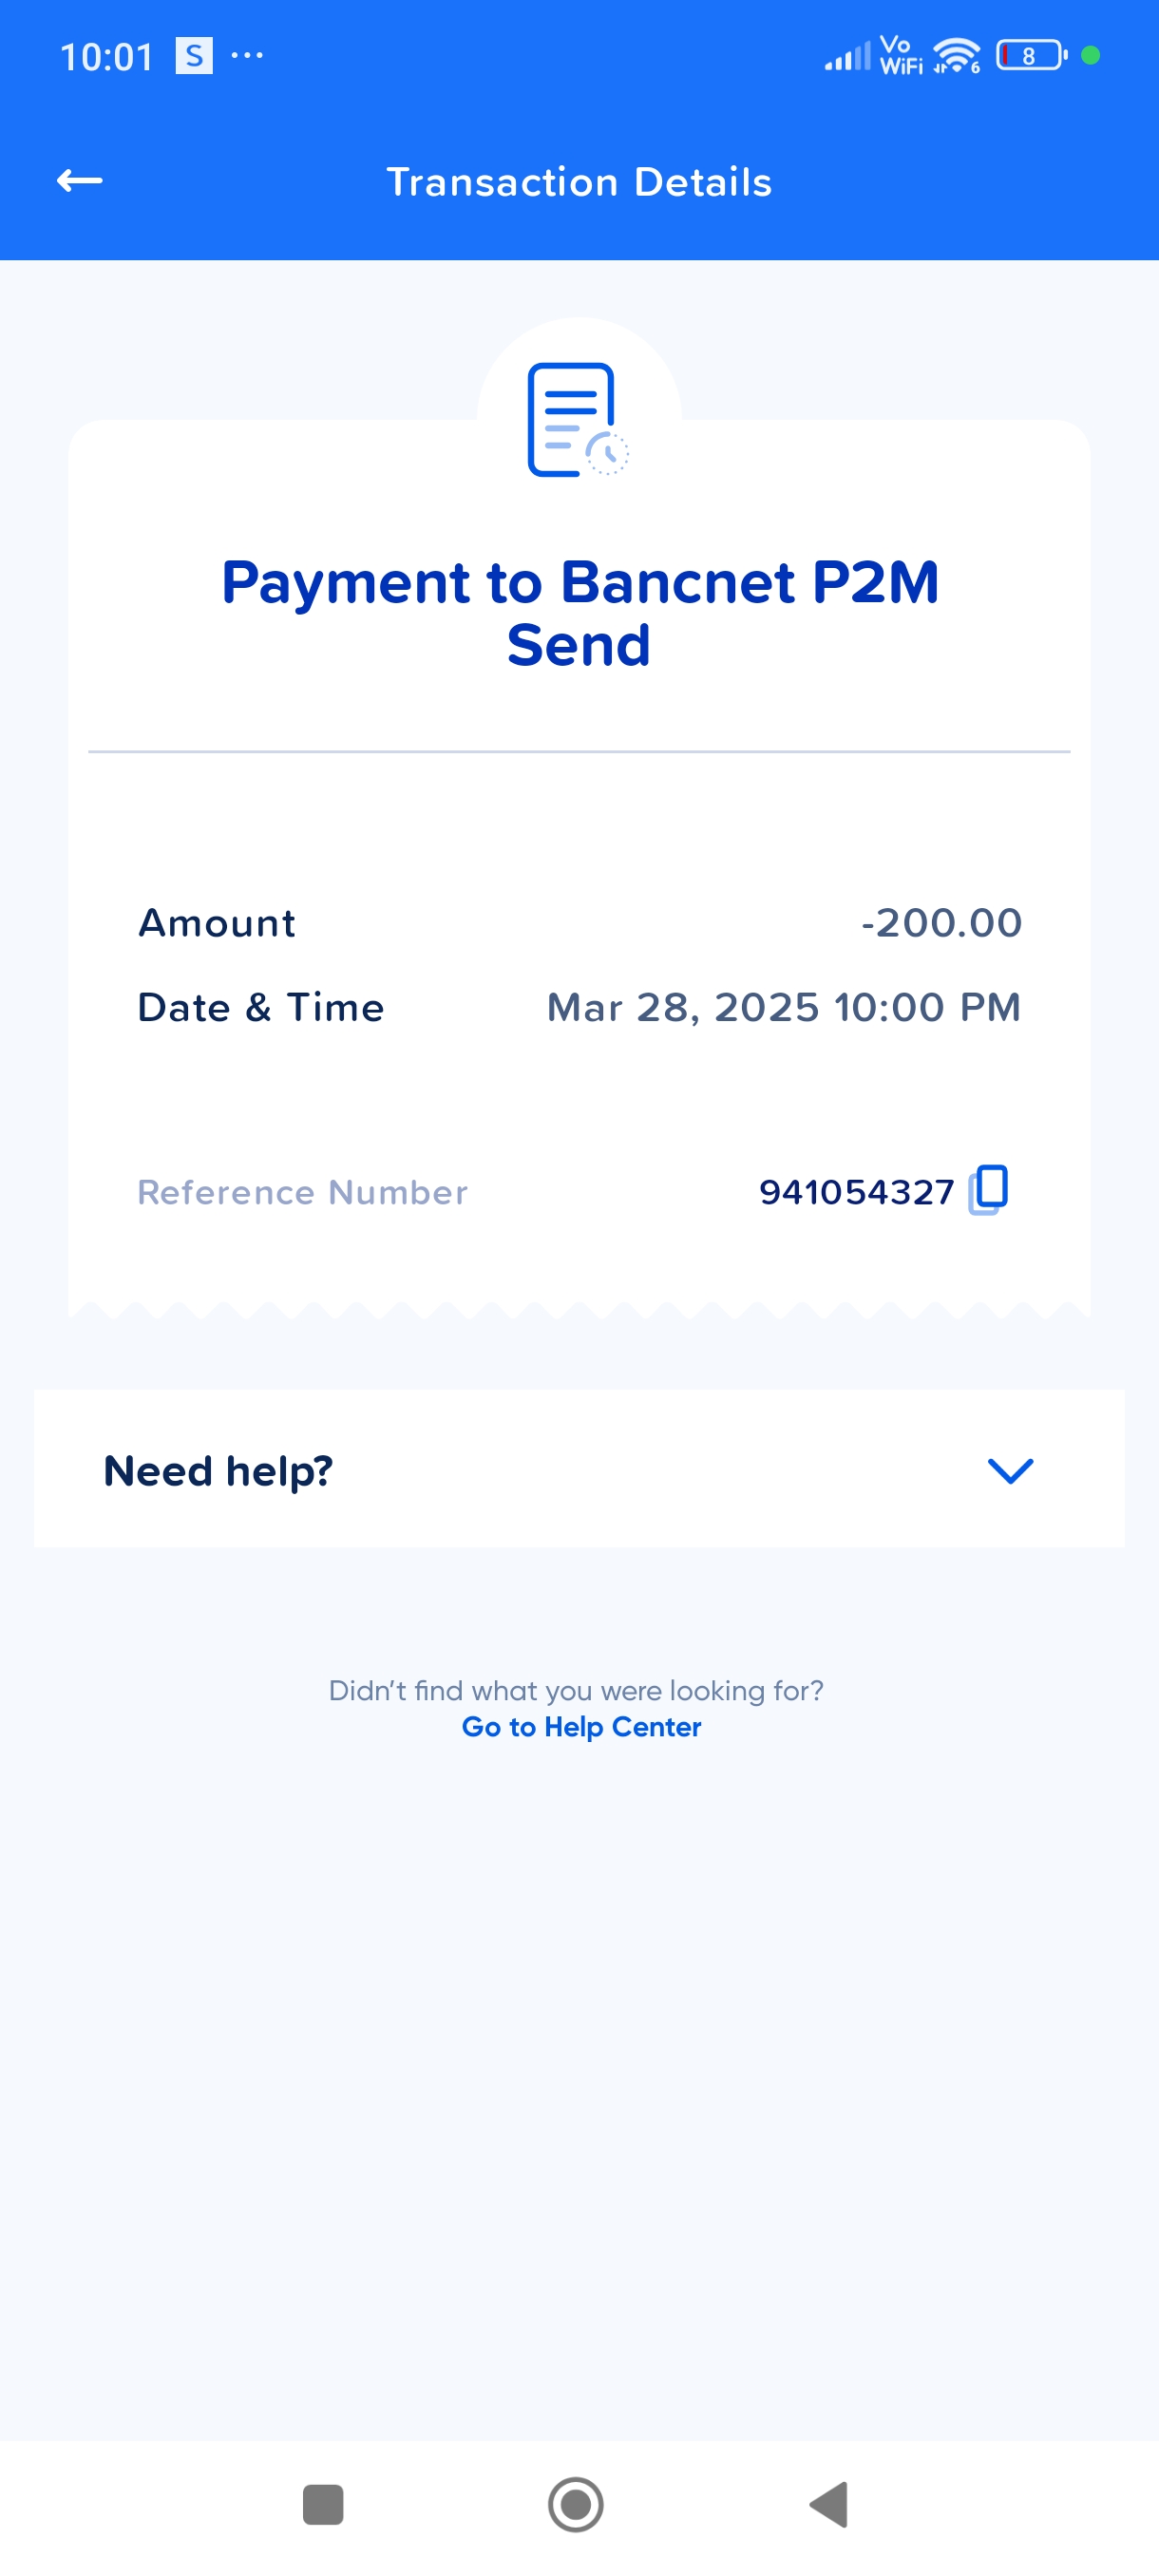 10:01 S ...
Vo WiFi 6 8
Transaction Details
Payment to Bancnet P2M
Send
Amount -200.00
Date & Time Mar 28, 2025 10:00 PM
Reference Number 941054327
Need help?
Didn't find what you were looking for?
Go to Help Center